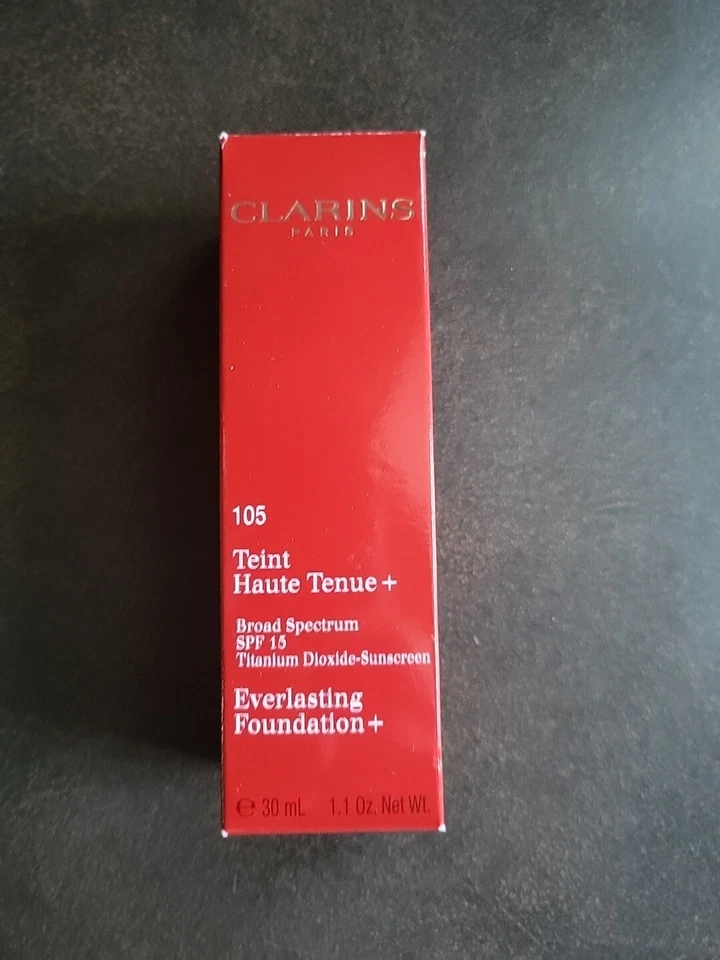 CLARINS
PARIS
105
Teint
Haute Tenue+
Broad Spectrum
SPF 15
Titanium Dioxide-Sunscreen
Everlasting
Foundation+
℮ 30 mL 1.1 Oz. Net Wt.